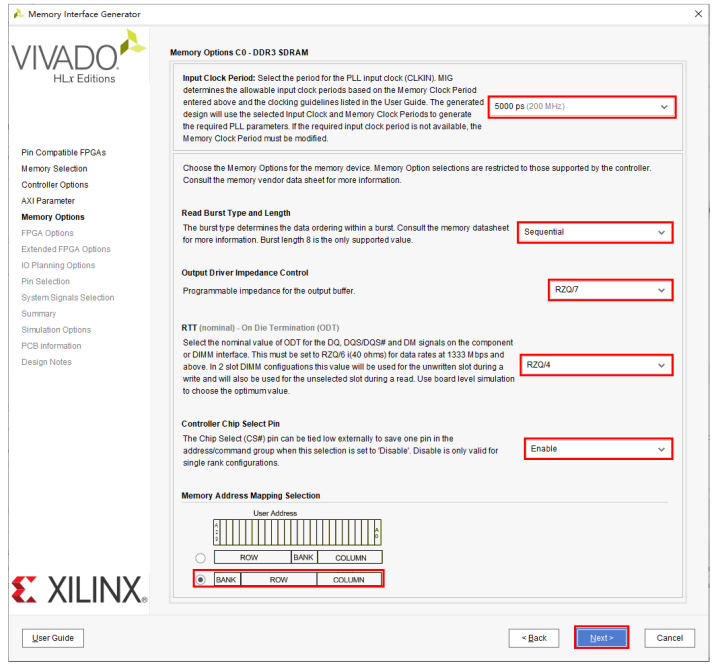 Memory Interface Generator
VIVADO
HLx Editions
Pin Compatible FPGAs
Memory Selection
Controller Options
AXI Parameter
Memory Options
FPGA Options
Extended FPGA Options
IO Planning Options
Pin Selection
System Signals Selection
Summary
Simulation Options
PCB Information
Design Notes
XILINX
Memory Options C0 - DDR3 SDRAM
Input Clock Period: Select the period for the PLL input clock (CLKIN). MIG
determines the allowable input clock periods based on the Memory Clock Period
entered above and the clocking guidelines listed in the User Guide. The generated
design will use the selected Input Clock and Memory Clock Periods to generate
the required PLL parameters. If the required input clock period is not available, the
Memory Clock Period must be modified.
5000 ps (200 MHz)
Choose the Memory Options for the memory device. Memory Option selections are restricted to those supported by the controller.
Consult the memory vendor data sheet for more information.
Read Burst Type and Length
The burst type determines the data ordering within a burst. Consult the memory datasheet
for more information. Burst length 8 is the only supported value.
Sequential
Output Driver Impedance Control
Programmable impedance for the output buffer.
RZQ/7
RTT (nominal) - On Die Termination (ODT)
Select the nominal value of ODT for the DQ, DQS/DQS# and DM signals on the component
or DIMM interface. This must be set to RZQ/6 i(40 ohms) for data rates at 1333 Mbps and
above. In 2 slot DIMM configuations this value will be used for the unwritten slot during a
write and will also be used for the unselected slot during a read. Use board level simulation
to choose the optimum value.
RZQ/4
Controller Chip Select Pin
The Chip Select (CS#) pin can be tied low externally to save one pin in the
address/command group when this selection is set to 'Disable'. Disable is only valid for
single rank configurations.
Enable
Memory Address Mapping Selection
User Address
A29 A0
ROW BANK COLUMN
BANK ROW COLUMN
User Guide
< Back Next > Cancel